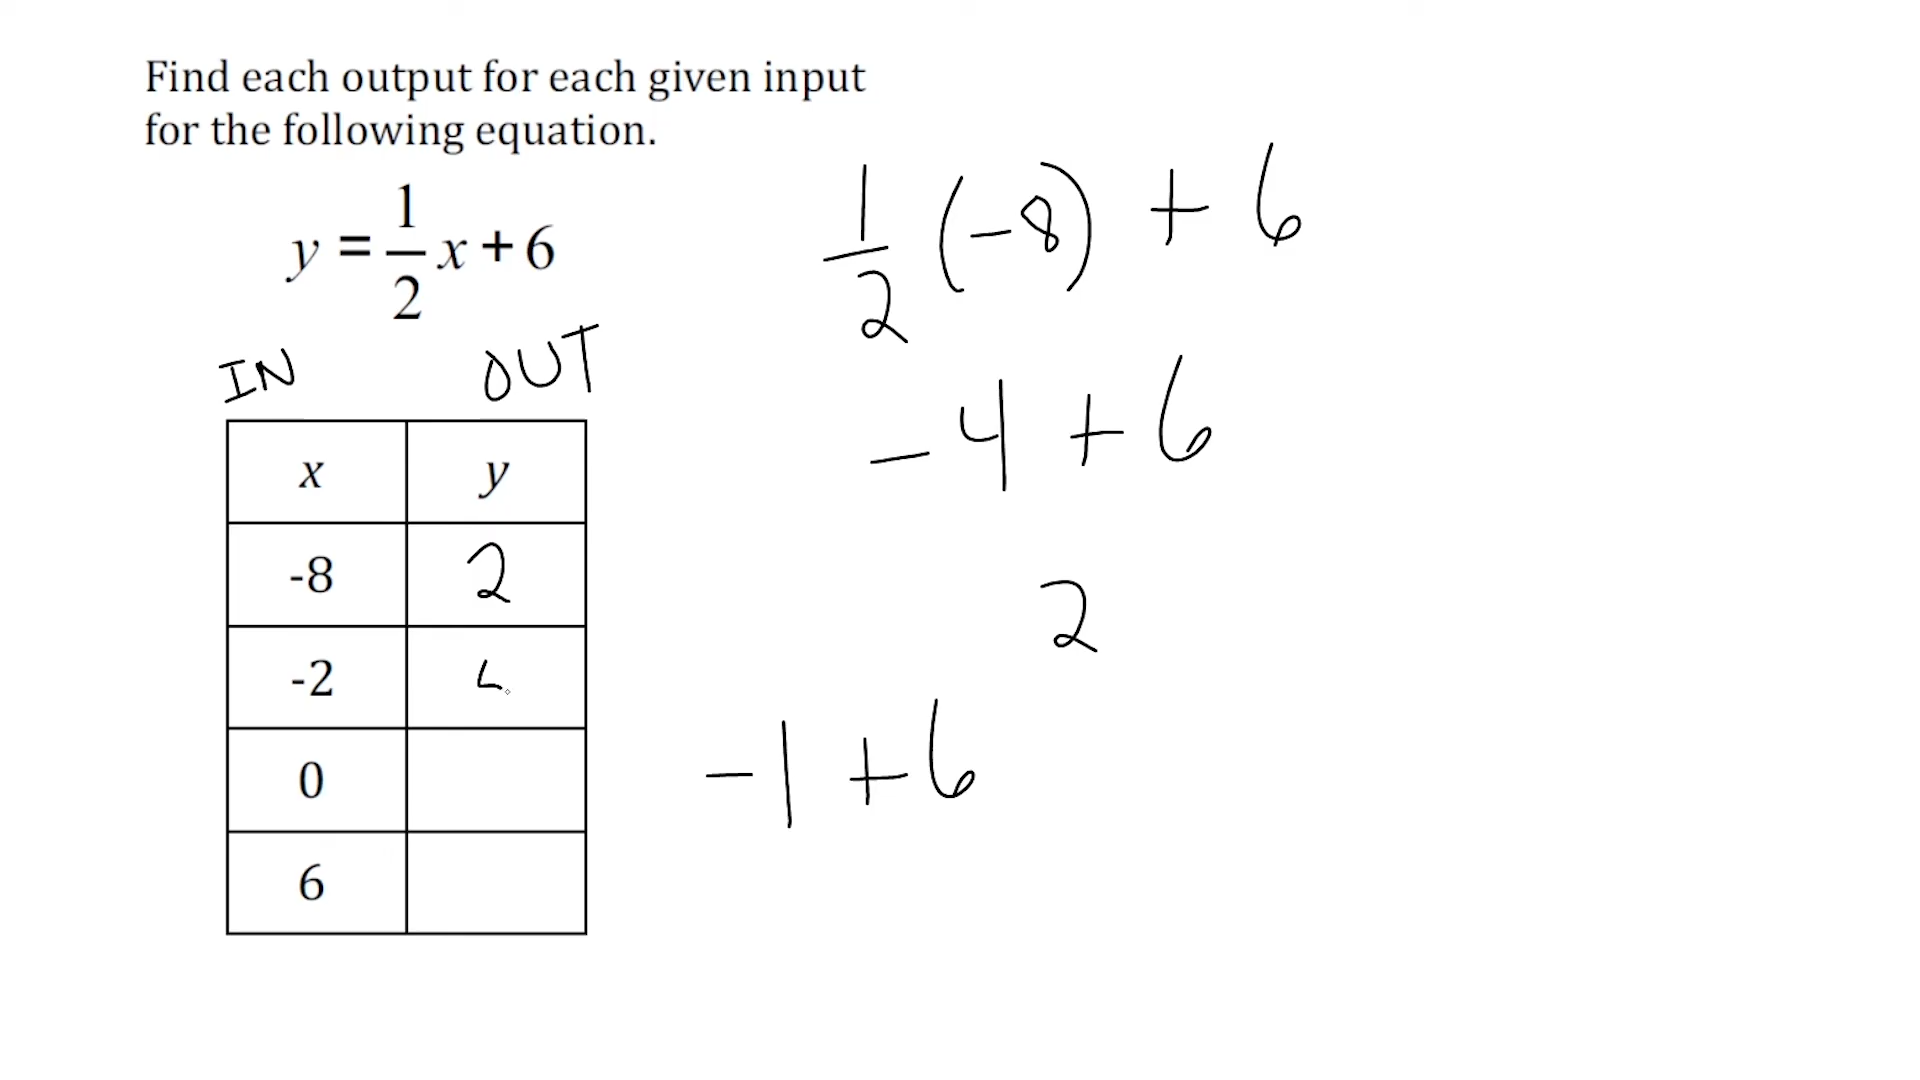 Find each output for each given input
for the following equation.
y = 1/2 x + 6
IN OUT
x y
-8 2
-2
0
6
1/2 (-8) + 6
-4 + 6
2
-1 + 6